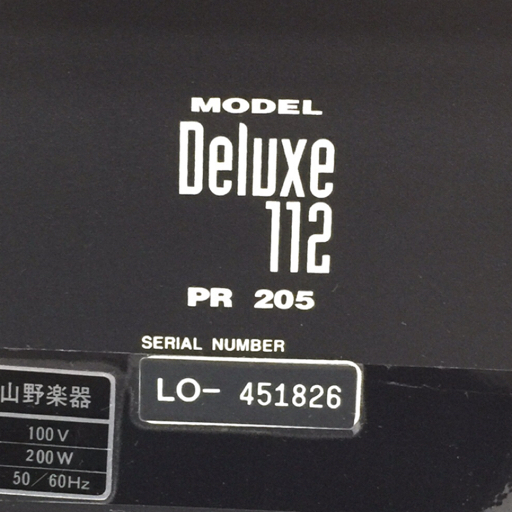 MODEL
Deluxe
112
PR 205
SERIAL NUMBER
LO- 451826
山野楽器
100V
200W
50/60Hz